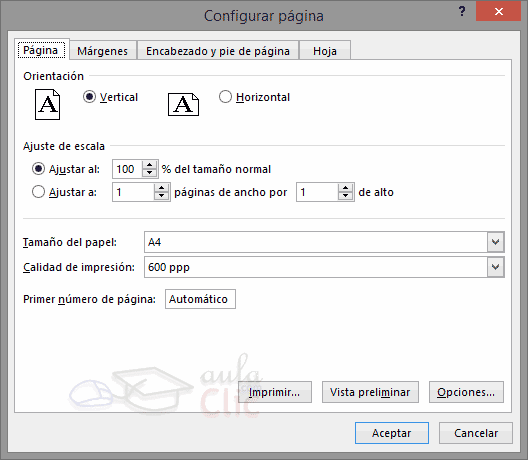 Configurar página
? ×
Página Márgenes Encabezado y pie de página Hoja
Orientación
A Vertical A Horizontal
Ajuste de escala
Ajustar al: 100 % del tamaño normal
Ajustar a: 1 páginas de ancho por 1 de alto
Tamaño del papel: A4
Calidad de impresión: 600 ppp
Primer número de página: Automático
aula
Clic
Imprimir... Vista preliminar Opciones...
Aceptar Cancelar